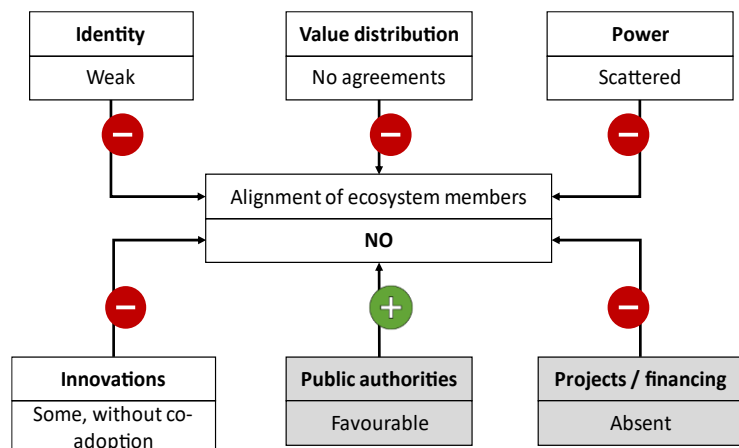 Identity
Value distribution
Power
Weak
No agreements
Scattered
Alignment of ecosystem members
NO
Innovations
Public authorities
Projects / financing
Some, without co-
adoption
Favourable
Absent